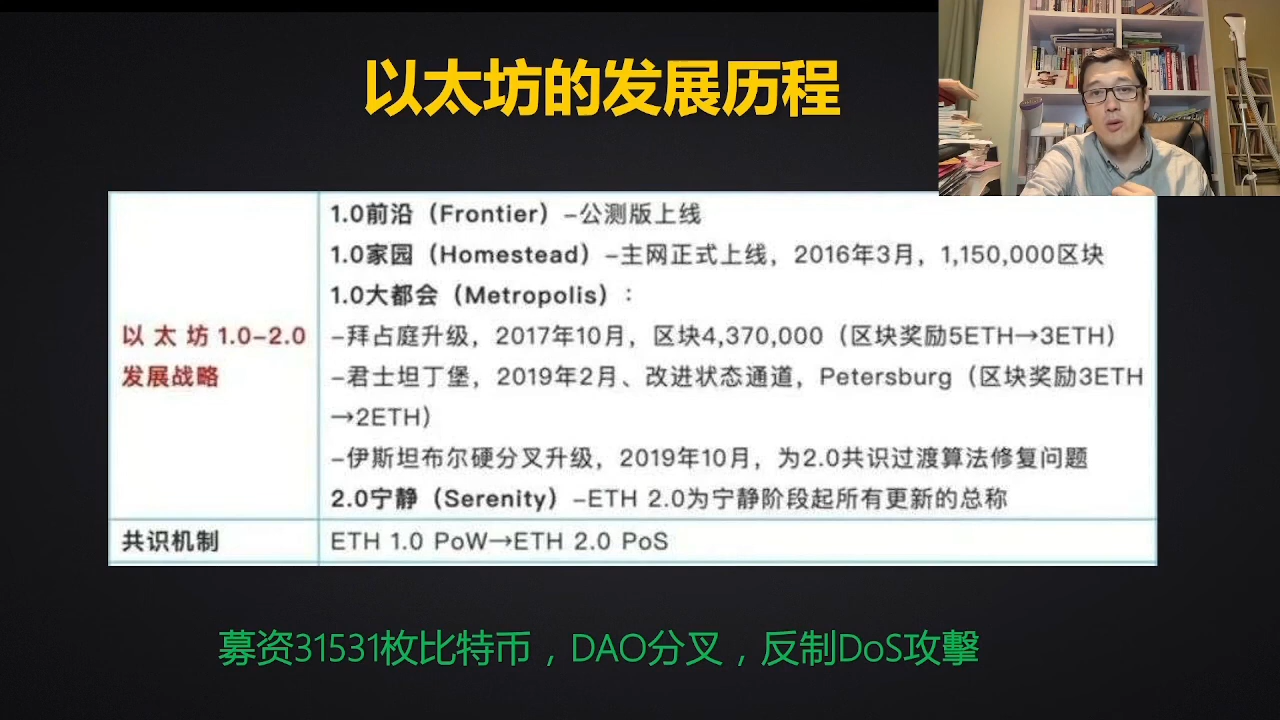 以太坊的发展历程
以太坊1.0-2.0
发展战略
1.0前沿（Frontier）-公测版上线
1.0家园（Homestead）-主网正式上线，2016年3月，1,150,000区块
1.0大都会（Metropolis）：
-拜占庭升级，2017年10月，区块4,370,000（区块奖励5ETH→3ETH）
-君士坦丁堡，2019年2月、改进状态通道，Petersburg（区块奖励3ETH
→2ETH）
-伊斯坦布尔硬分叉升级，2019年10月，为2.0共识过渡算法修复问题
2.0宁静（Serenity）-ETH 2.0为宁静阶段起所有更新的总称
共识机制
ETH 1.0 PoW→ETH 2.0 PoS
募资31531枚比特币，DAO分叉，反制DoS攻擊